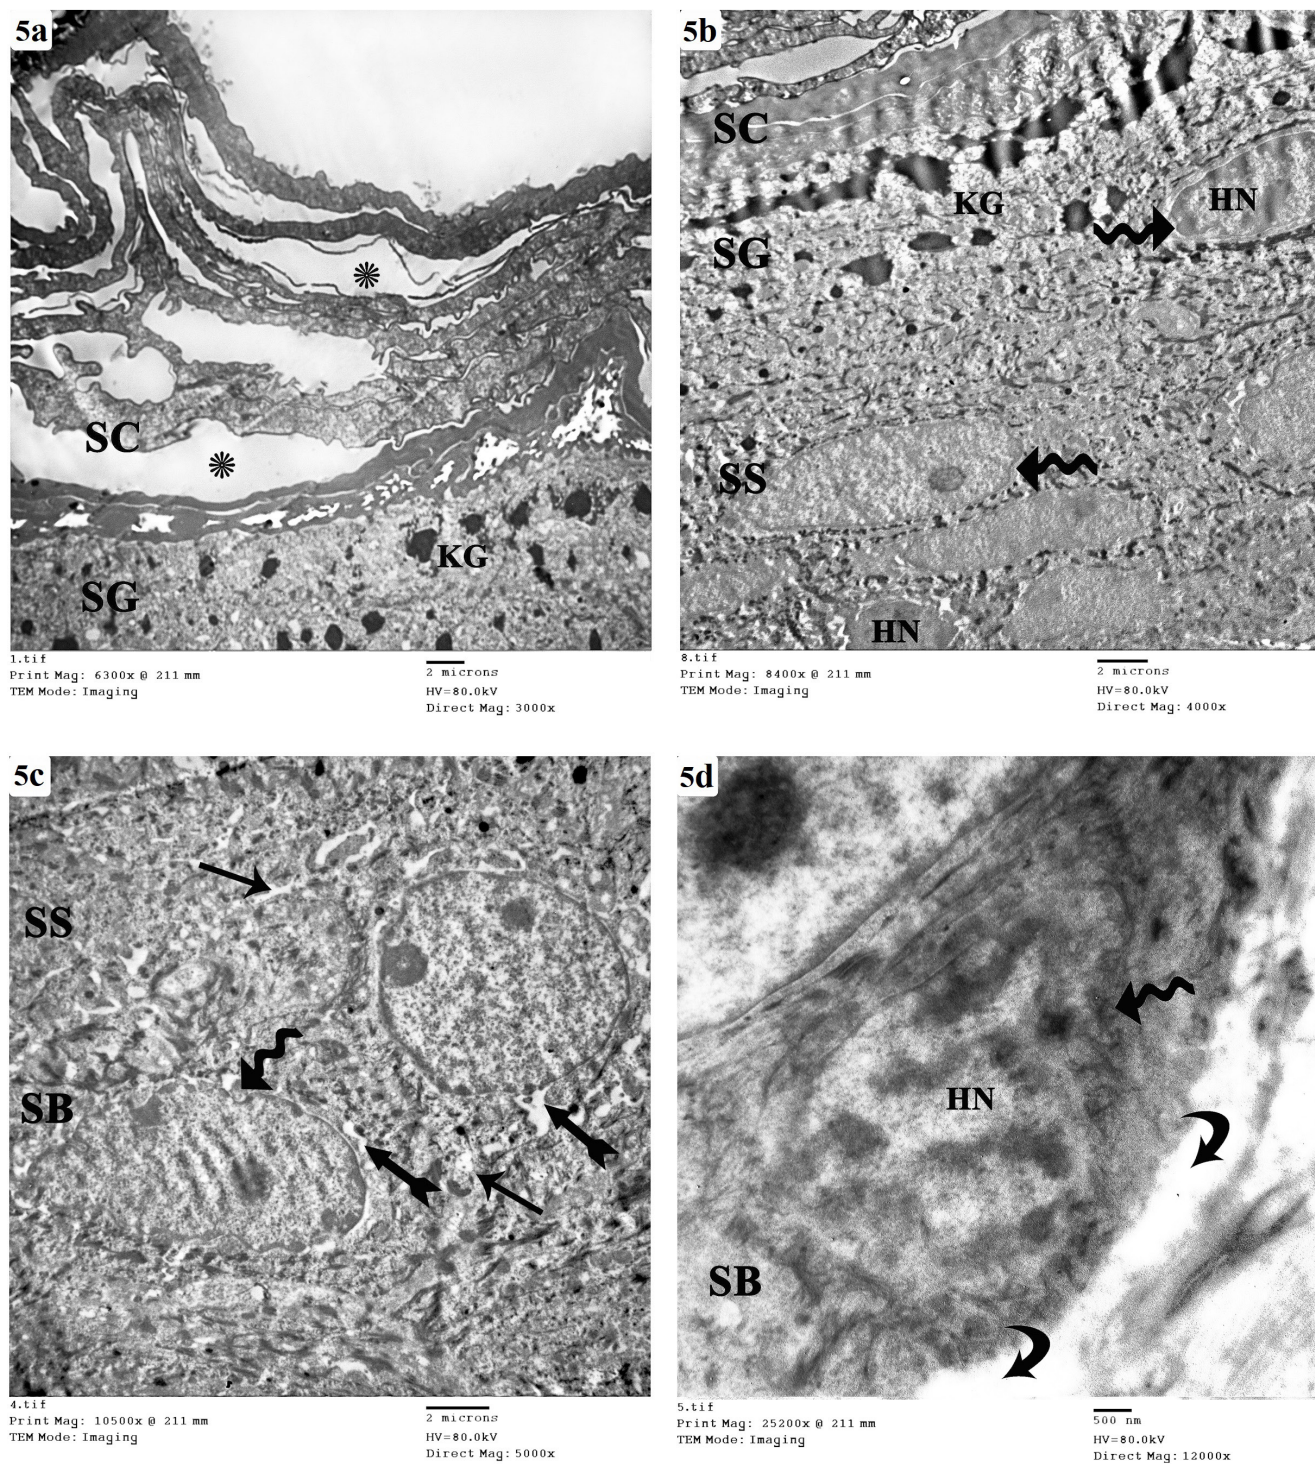 5a
SC
KG
SG
1.tif
Print Mag: 6300x @ 211 mm
TEM Mode: Imaging
2 microns
HV=80.0kV
Direct Mag: 3000x
5b
SC
KG
HN
SG
SS
HN
8.tif
Print Mag: 8400x @ 211 mm
TEM Mode: Imaging
2 microns
HV=80.0kV
Direct Mag: 4000x
5c
SS
SB
4.tif
Print Mag: 10500x @ 211 mm
TEM Mode: Imaging
2 microns
HV=80.0kV
Direct Mag: 5000x
5d
HN
SB
5.tif
Print Mag: 25200x @ 211 mm
TEM Mode: Imaging
500 nm
HV=80.0kV
Direct Mag: 12000x